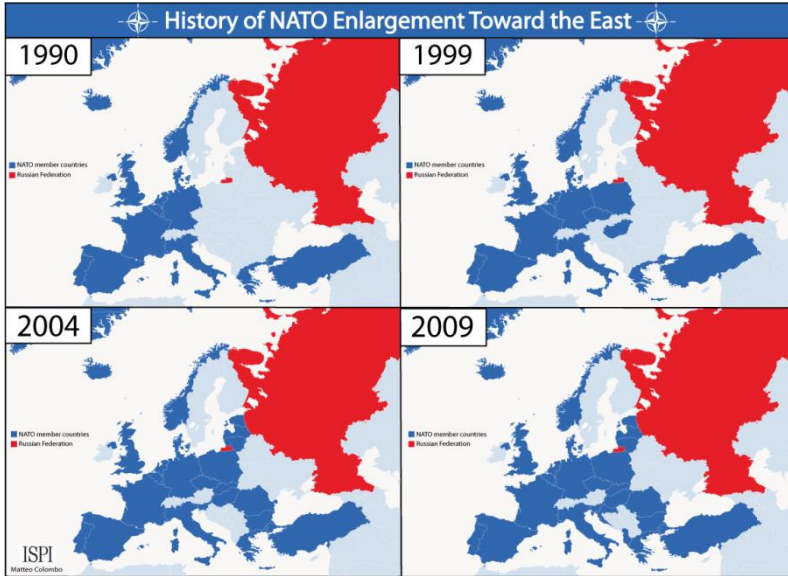 History of NATO Enlargement Toward the East
1990
NATO member countries
Russian Federation
1999
NATO member countries
Russian Federation
2004
NATO member countries
Russian Federation
ISPI
Matteo Colombo
2009
NATO member countries
Russian Federation